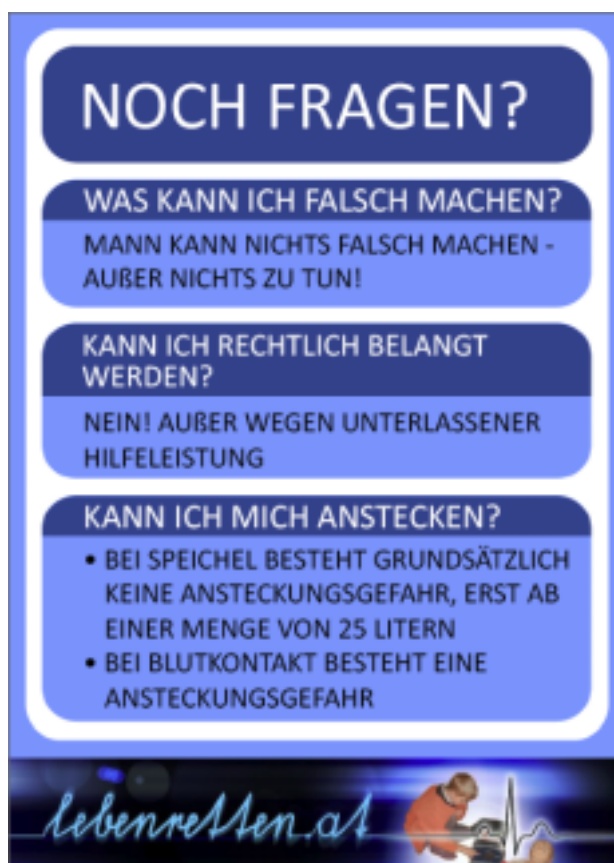 NOCH FRAGEN?
WAS KANN ICH FALSCH MACHEN?
MANN KANN NICHTS FALSCH MACHEN -
AUßER NICHTS ZU TUN!
KANN ICH RECHTLICH BELANGT
WERDEN?
NEIN! AUßER WEGEN UNTERLASSENER
HILFELEISTUNG
KANN ICH MICH ANSTECKEN?
• BEI SPEICHEL BESTEHT GRUNDSÄTZLICH
KEINE ANSTECKUNGSGEFAHR, ERST AB
EINER MENGE VON 25 LITERN
• BEI BLUTKONTAKT BESTEHT EINE
ANSTECKUNGSGEFAHR
lebenretten.at